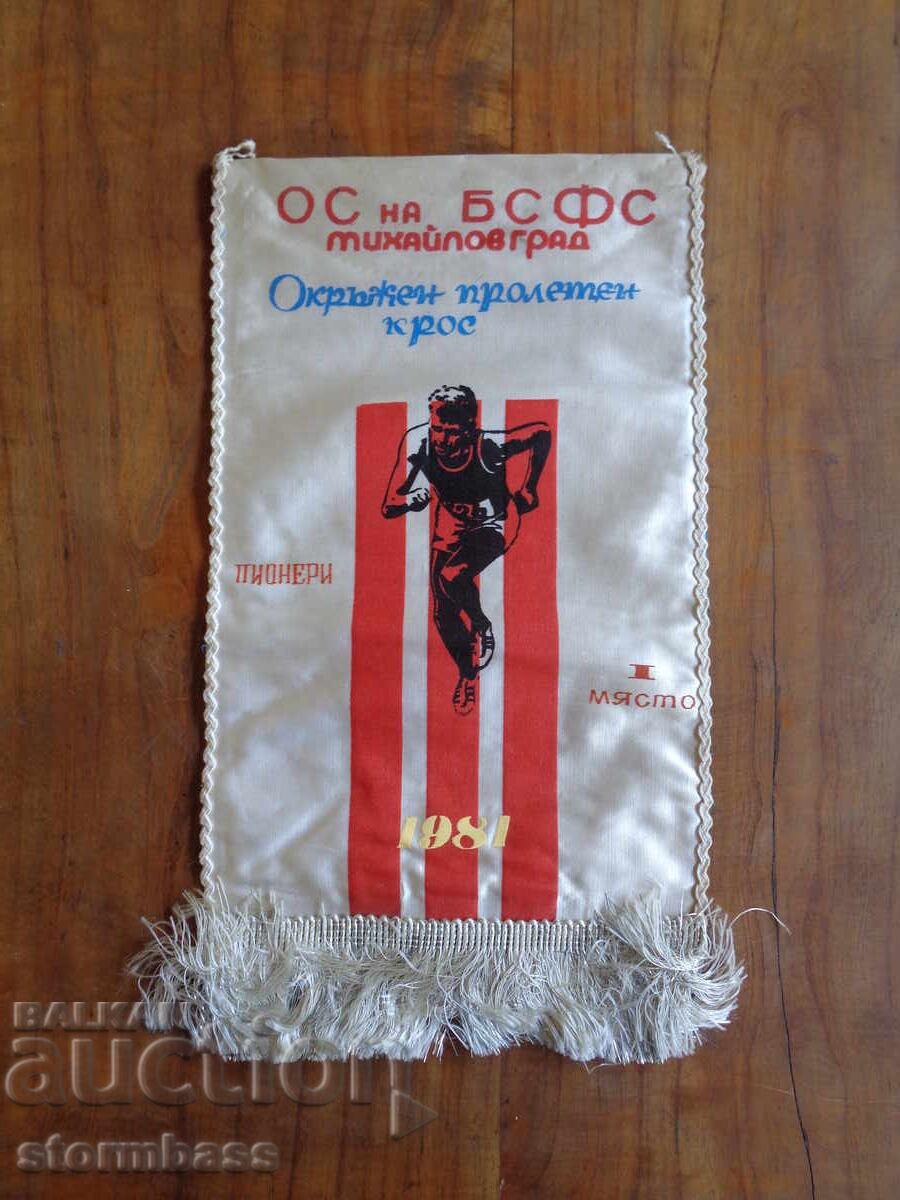 ОС на БСФС
михайловград
Окръжен пролетен
крос
ПИОНЕРИ
I
място
1981
BALKAN
auction
stormbass